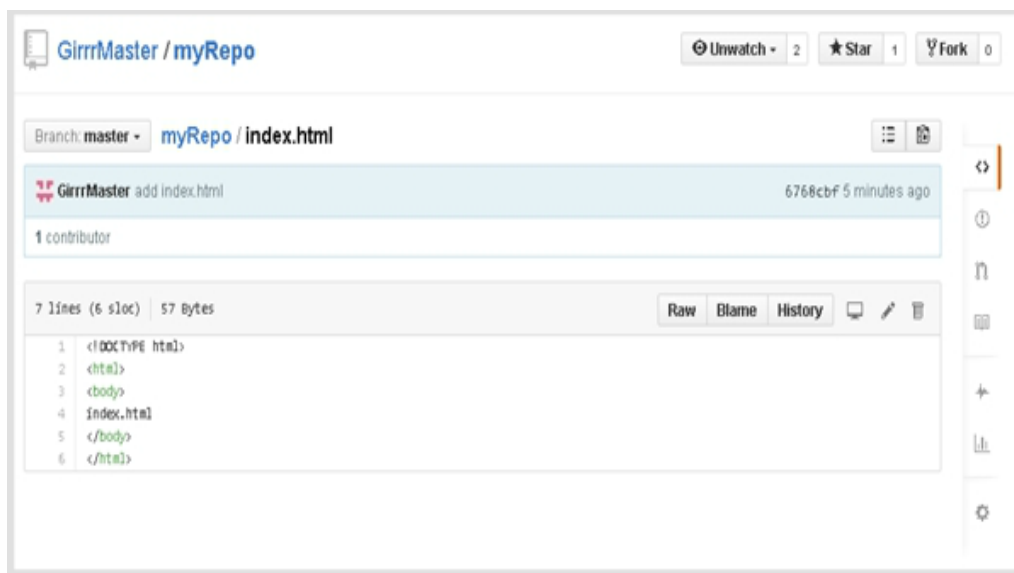 GirrrMaster / myRepo
Unwatch 2 Star 1 Fork 0
Branch: master myRepo / index.html
GirrrMaster add index.html 6768cbf 5 minutes ago
1 contributor
7 lines (6 sloc) 57 Bytes Raw Blame History
1 <!DOCTYPE html>
2 <html>
3 <body>
4 index.html
5 </body>
6 </html>